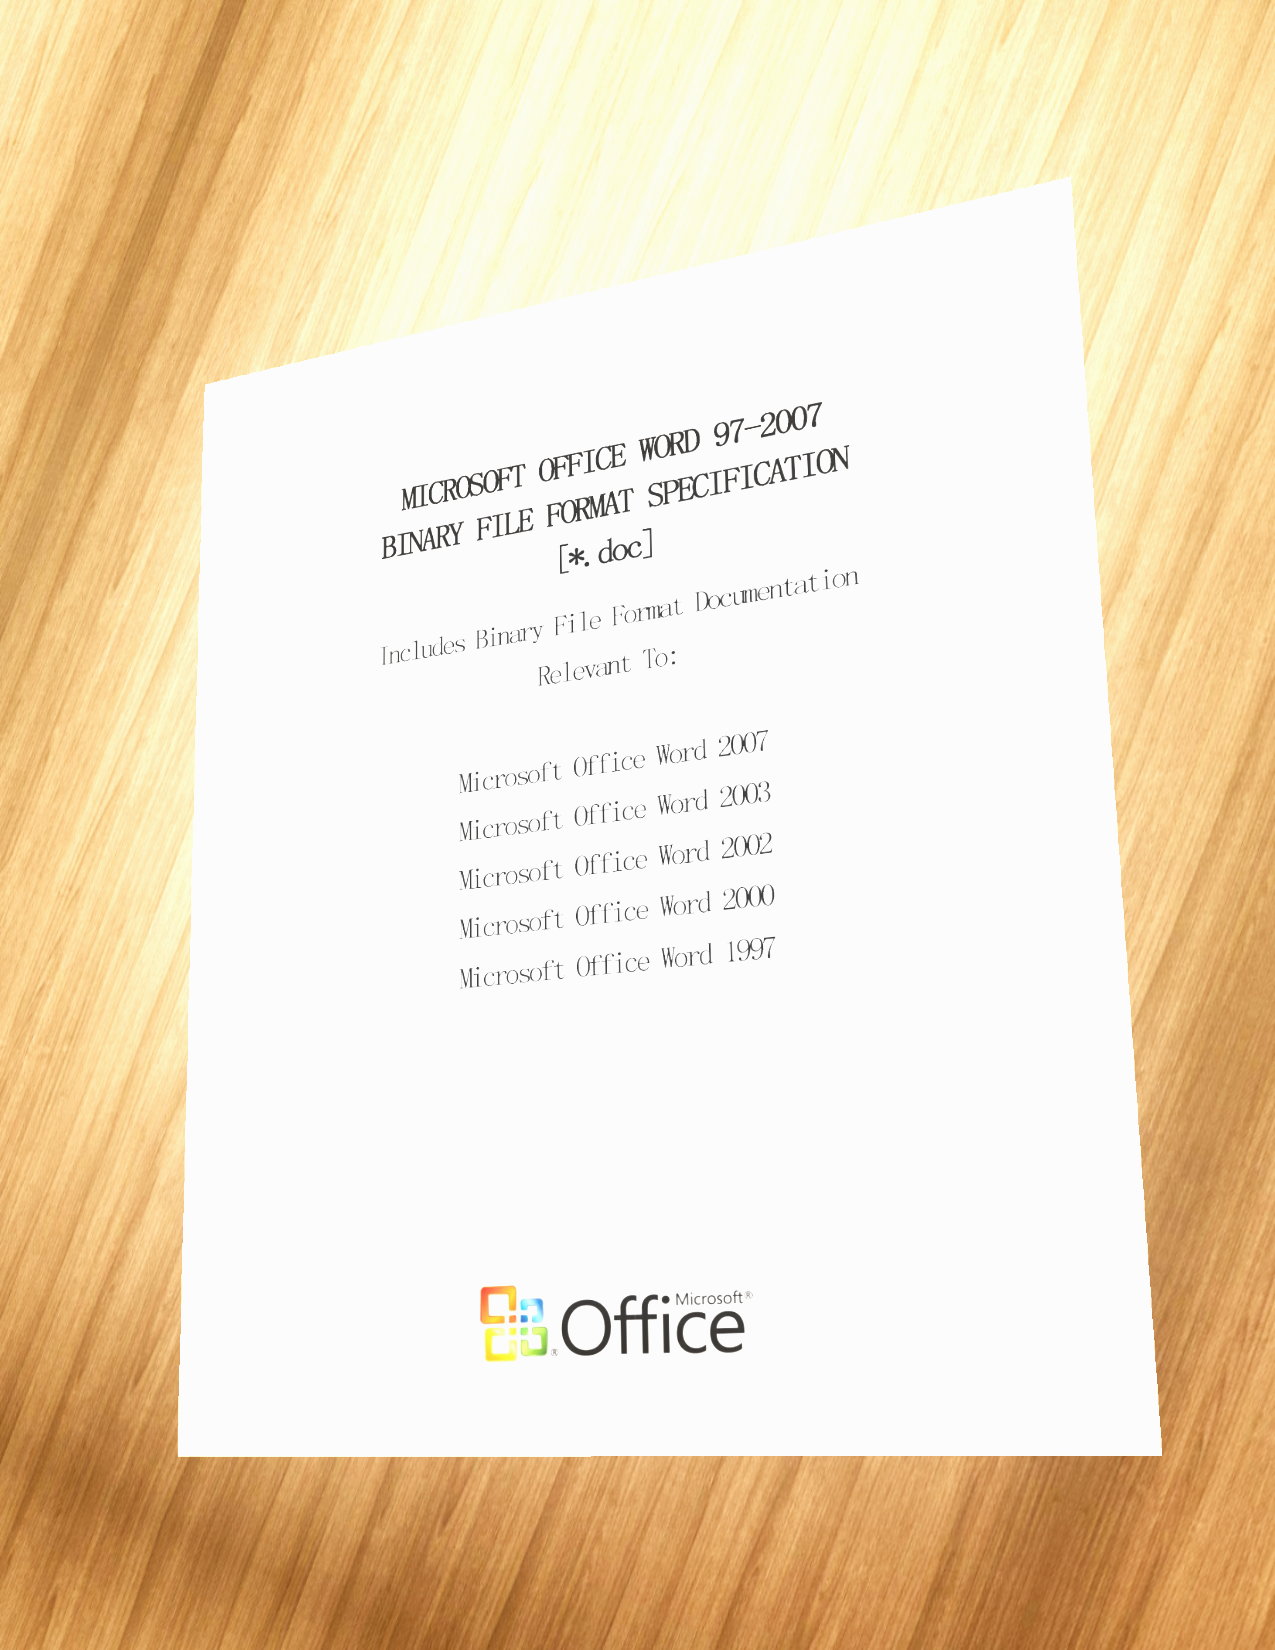 MICROSOFT OFFICE WORD 97-2007
BINARY FILE FORMAT SPECIFICATION
[*.doc]
Includes Binary File Format Documentation
Relevant To:
Microsoft Office Word 2007
Microsoft Office Word 2003
Microsoft Office Word 2002
Microsoft Office Word 2000
Microsoft Office Word 1997
Microsoft®
® Office